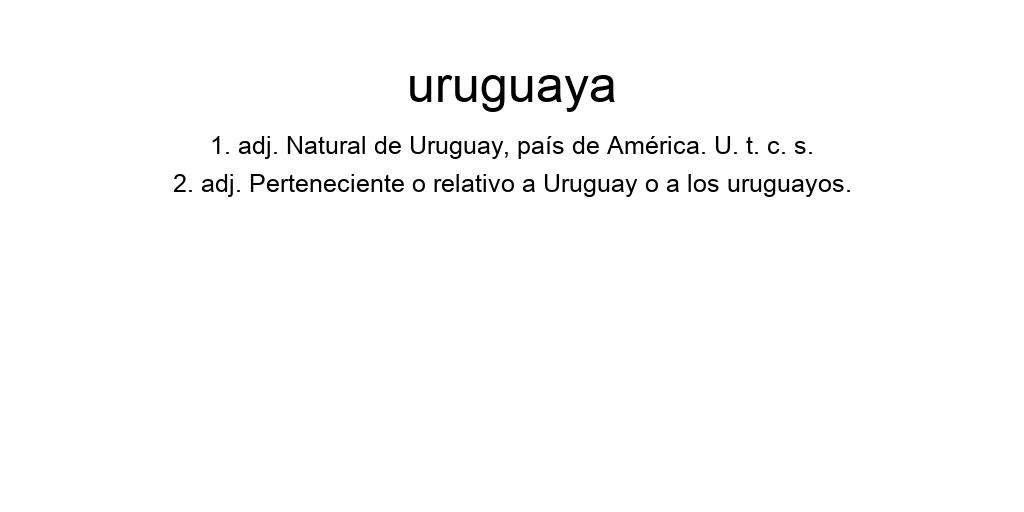 uruguaya
1. adj. Natural de Uruguay, país de América. U. t. c. s.
2. adj. Perteneciente o relativo a Uruguay o a los uruguayos.